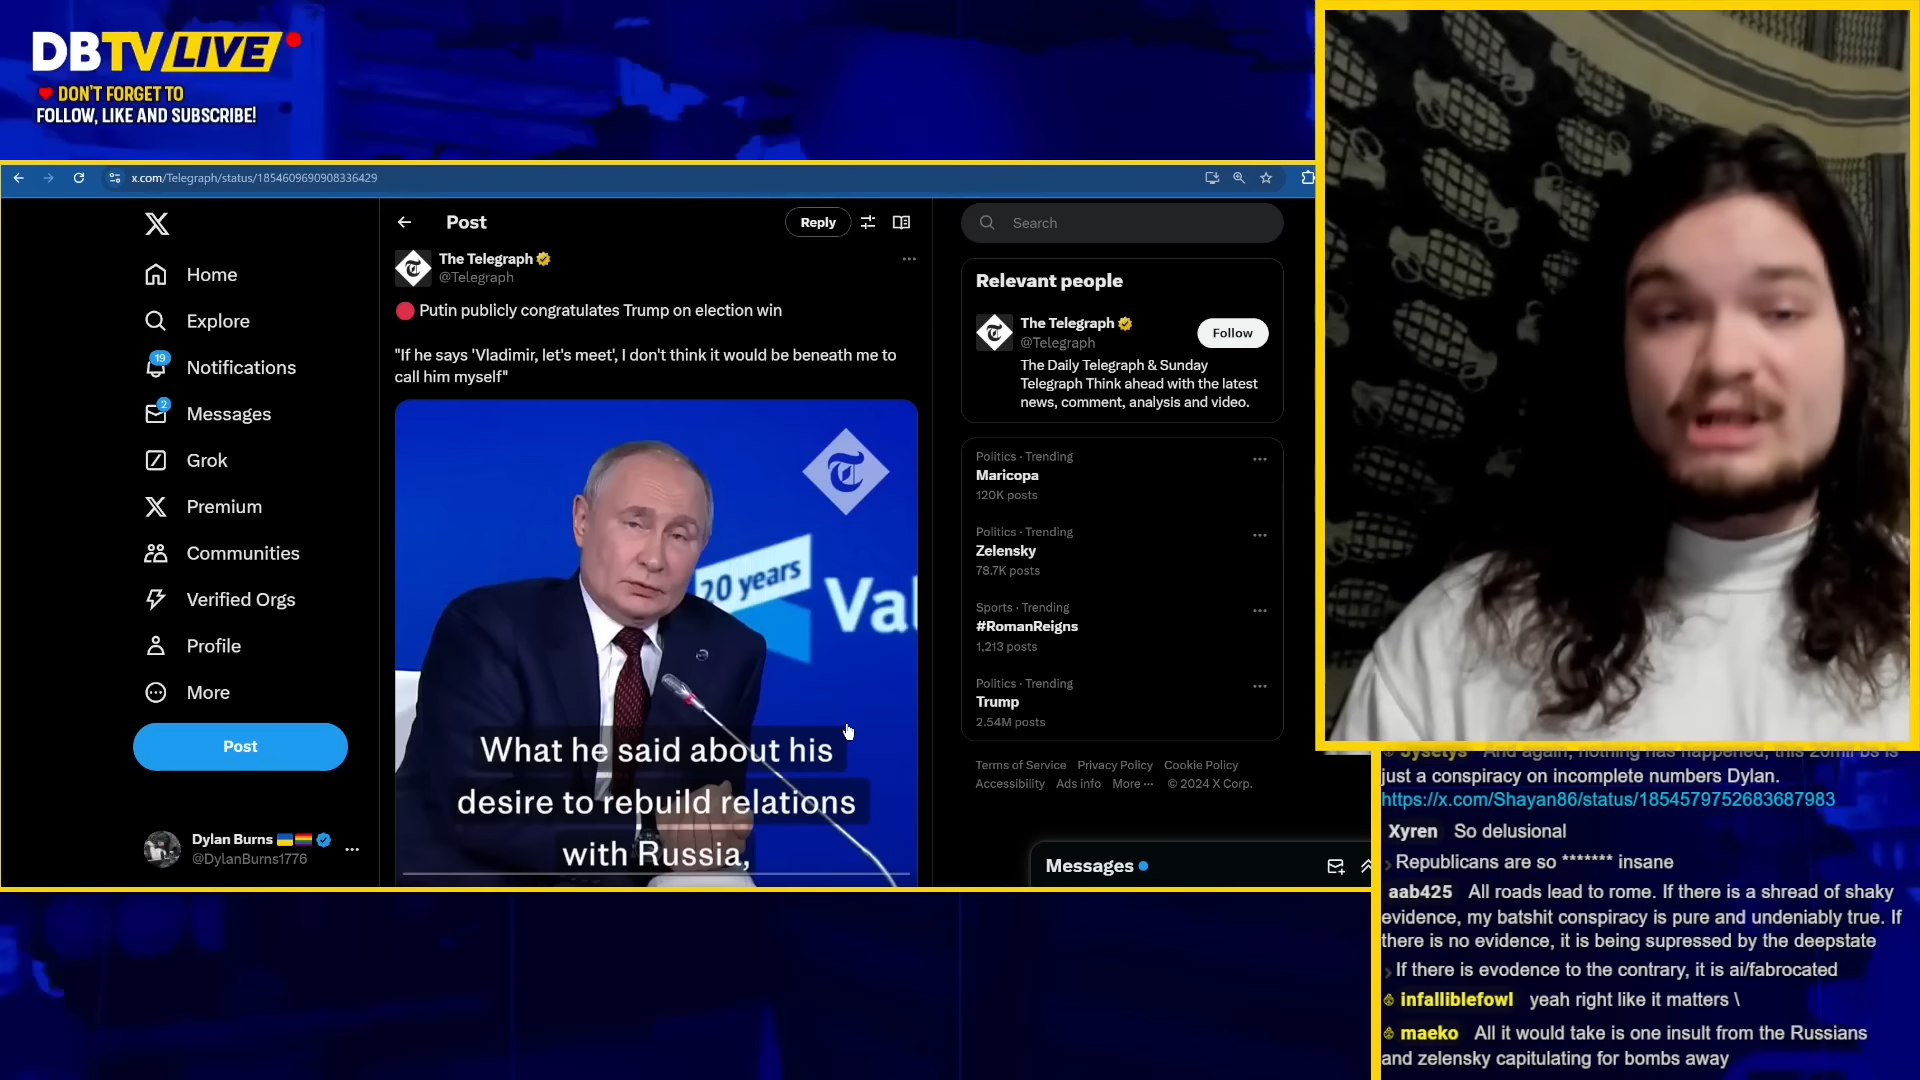 DBTV LIVE
DON'T FORGET TO
FOLLOW, LIKE AND SUBSCRIBE!
x.com/Telegraph/status/1854609690908336429
Home
Explore
19
Notifications
2
Messages
Grok
Premium
Communities
Verified Orgs
Profile
More
Post
Dylan Burns
@DylanBurns1776
Post
Reply
The Telegraph
@Telegraph
Putin publicly congratulates Trump on election win
"If he says 'Vladimir, let's meet', I don't think it would be beneath me to
call him myself"
20 years
Val
What he said about his
desire to rebuild relations
with Russia,
Search
Relevant people
The Telegraph
@Telegraph
Follow
The Daily Telegraph & Sunday
Telegraph Think ahead with the latest
news, comment, analysis and video.
Politics · Trending
Maricopa
120K posts
Politics · Trending
Zelensky
78.7K posts
Sports · Trending
#RomanReigns
1,213 posts
Politics · Trending
Trump
2.54M posts
Terms of Service Privacy Policy Cookie Policy
Accessibility Ads info More ··· © 2024 X Corp.
Messages
And again, nothing has happened, this 20mil bs is
just a conspiracy on incomplete numbers Dylan.
https://x.com/Shayan86/status/1854579752683687983
Xyren So delusional
Republicans are so ******* insane
aab425 All roads lead to rome. If there is a shread of shaky
evidence, my batshit conspiracy is pure and undeniably true. If
there is no evidence, it is being supressed by the deepstate
If there is evodence to the contrary, it is ai/fabrocated
infalliblefowl yeah right like it matters \
maeko All it would take is one insult from the Russians
and zelensky capitulating for bombs away